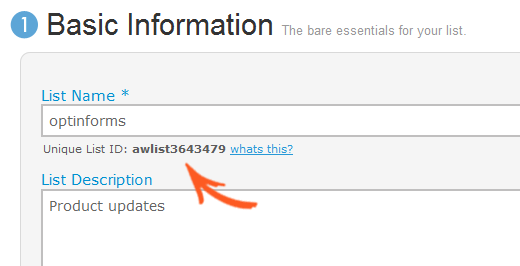 1 Basic Information The bare essentials for your list.
List Name *
optinforms
Unique List ID: awlist3643479 whats this?
List Description
Product updates